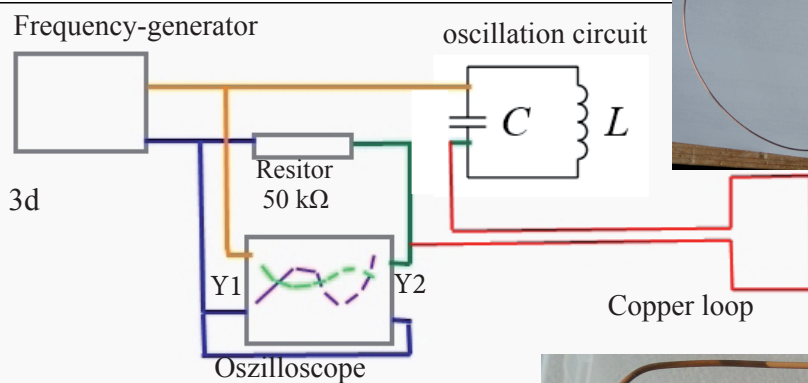 Frequency-generator
oscillation circuit
C
L
Resitor
50 kΩ
3d
Y1
Y2
Copper loop
Oszilloscope